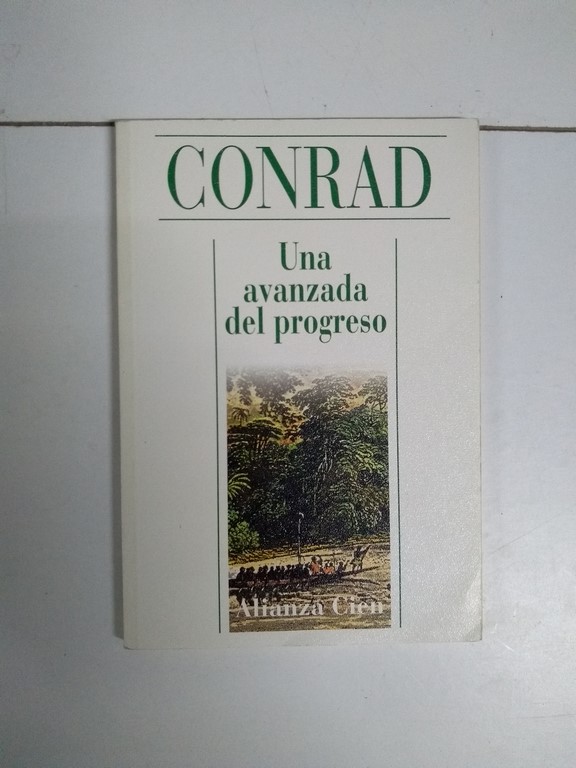 CONRAD
Una
avanzada
del progreso
Alianza Cien